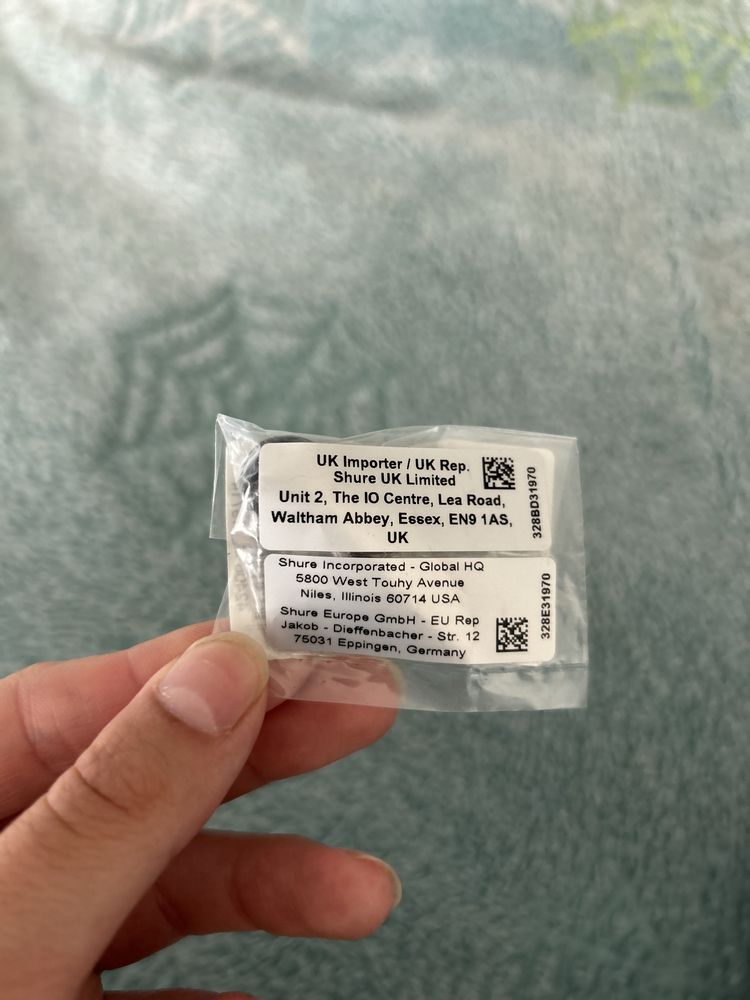 UK Importer / UK Rep.
Shure UK Limited
Unit 2, The IO Centre, Lea Road,
Waltham Abbey, Essex, EN9 1AS,
UK
328BD31970
Shure Incorporated - Global HQ
5800 West Touhy Avenue
Niles, Illinois 60714 USA
Shure Europe GmbH - EU Rep
Jakob - Dieffenbacher - Str. 12
75031 Eppingen, Germany
328E31970